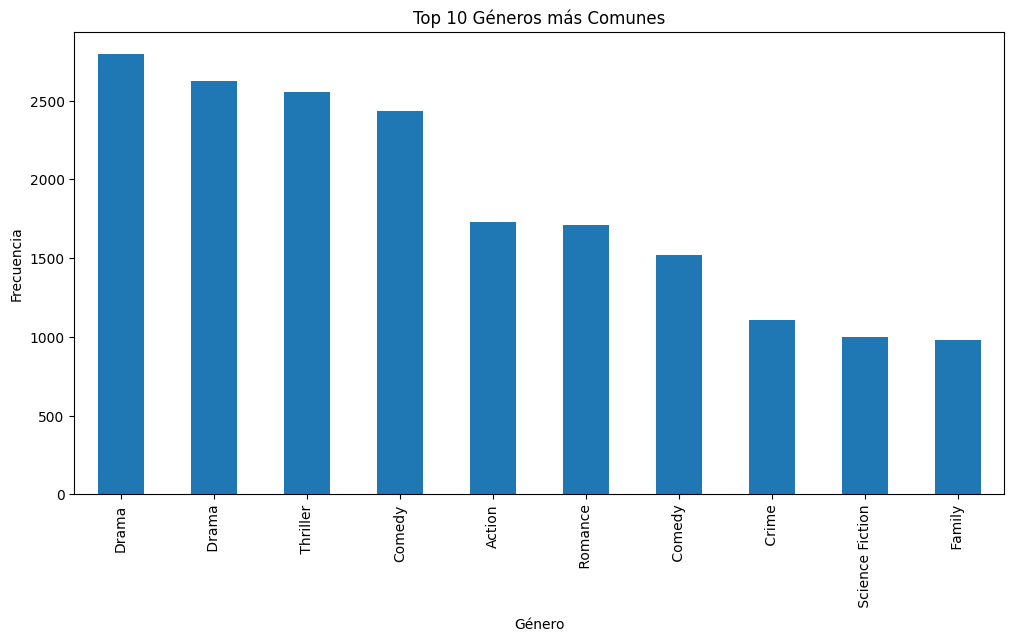 Top 10 Géneros más Comunes
Frecuencia
2500
2000
1500
1000
500
0
Drama
Drama
Thriller
Comedy
Action
Romance
Comedy
Crime
Science Fiction
Family
Género